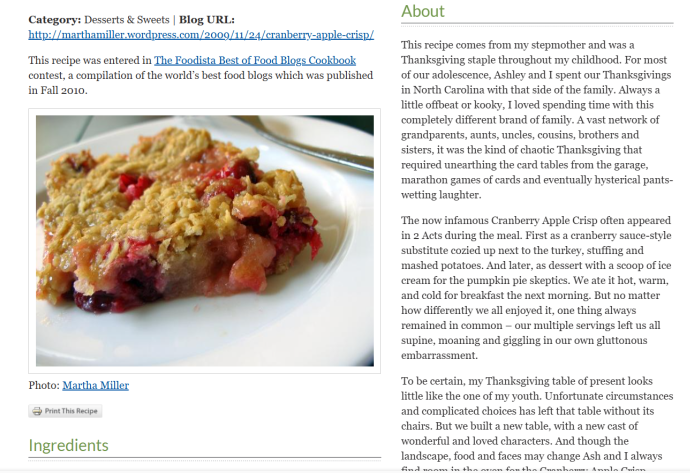 Category: Desserts & Sweets | Blog URL:
http://marthamiller.wordpress.com/2009/11/24/cranberry-apple-crisp/
This recipe was entered in The Foodista Best of Food Blogs Cookbook
contest, a compilation of the world's best food blogs which was published
in Fall 2010.
Photo: Martha Miller
Print This Recipe
Ingredients
About
This recipe comes from my stepmother and was a
Thanksgiving staple throughout my childhood. For most
of our adolescence, Ashley and I spent our Thanksgivings
in North Carolina with that side of the family. Always a
little offbeat or kooky, I loved spending time with this
completely different brand of family. A vast network of
grandparents, aunts, uncles, cousins, brothers and
sisters, it was the kind of chaotic Thanksgiving that
required unearthing the card tables from the garage,
marathon games of cards and eventually hysterical pants-
wetting laughter.
The now infamous Cranberry Apple Crisp often appeared
in 2 Acts during the meal. First as a cranberry sauce-style
substitute cozied up next to the turkey, stuffing and
mashed potatoes. And later, as dessert with a scoop of ice
cream for the pumpkin pie skeptics. We ate it hot, warm,
and cold for breakfast the next morning. But no matter
how differently we all enjoyed it, one thing always
remained in common – our multiple servings left us all
supine, moaning and giggling in our own gluttonous
embarrassment.
To be certain, my Thanksgiving table of present looks
little like the one of my youth. Unfortunate circumstances
and complicated choices has left that table without its
chairs. But we built a new table, with a new cast of
wonderful and loved characters. And though the
landscape, food and faces may change Ash and I always
find room in the oven for the Cranberry Apple Crisp